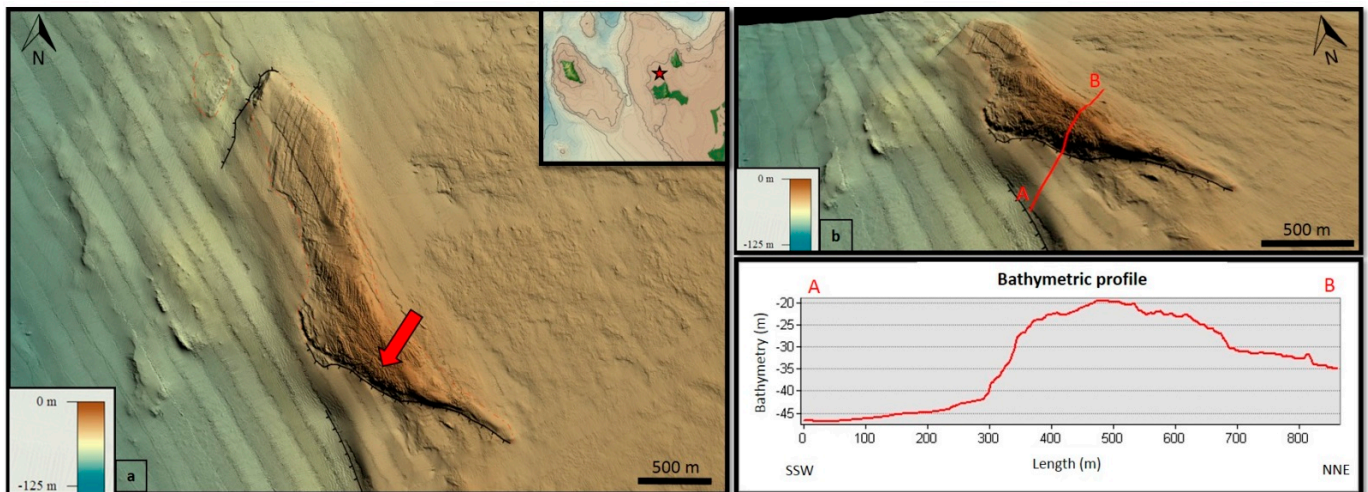 N
0 m
-125 m
a
500 m
N
B
A
0 m
-125 m
b
500 m
Bathymetric profile
A
B
Bathymetry (m)
-20
-25
-30
-35
-40
-45
0 100 200 300 400 500 600 700 800
SSW
Length (m)
NNE